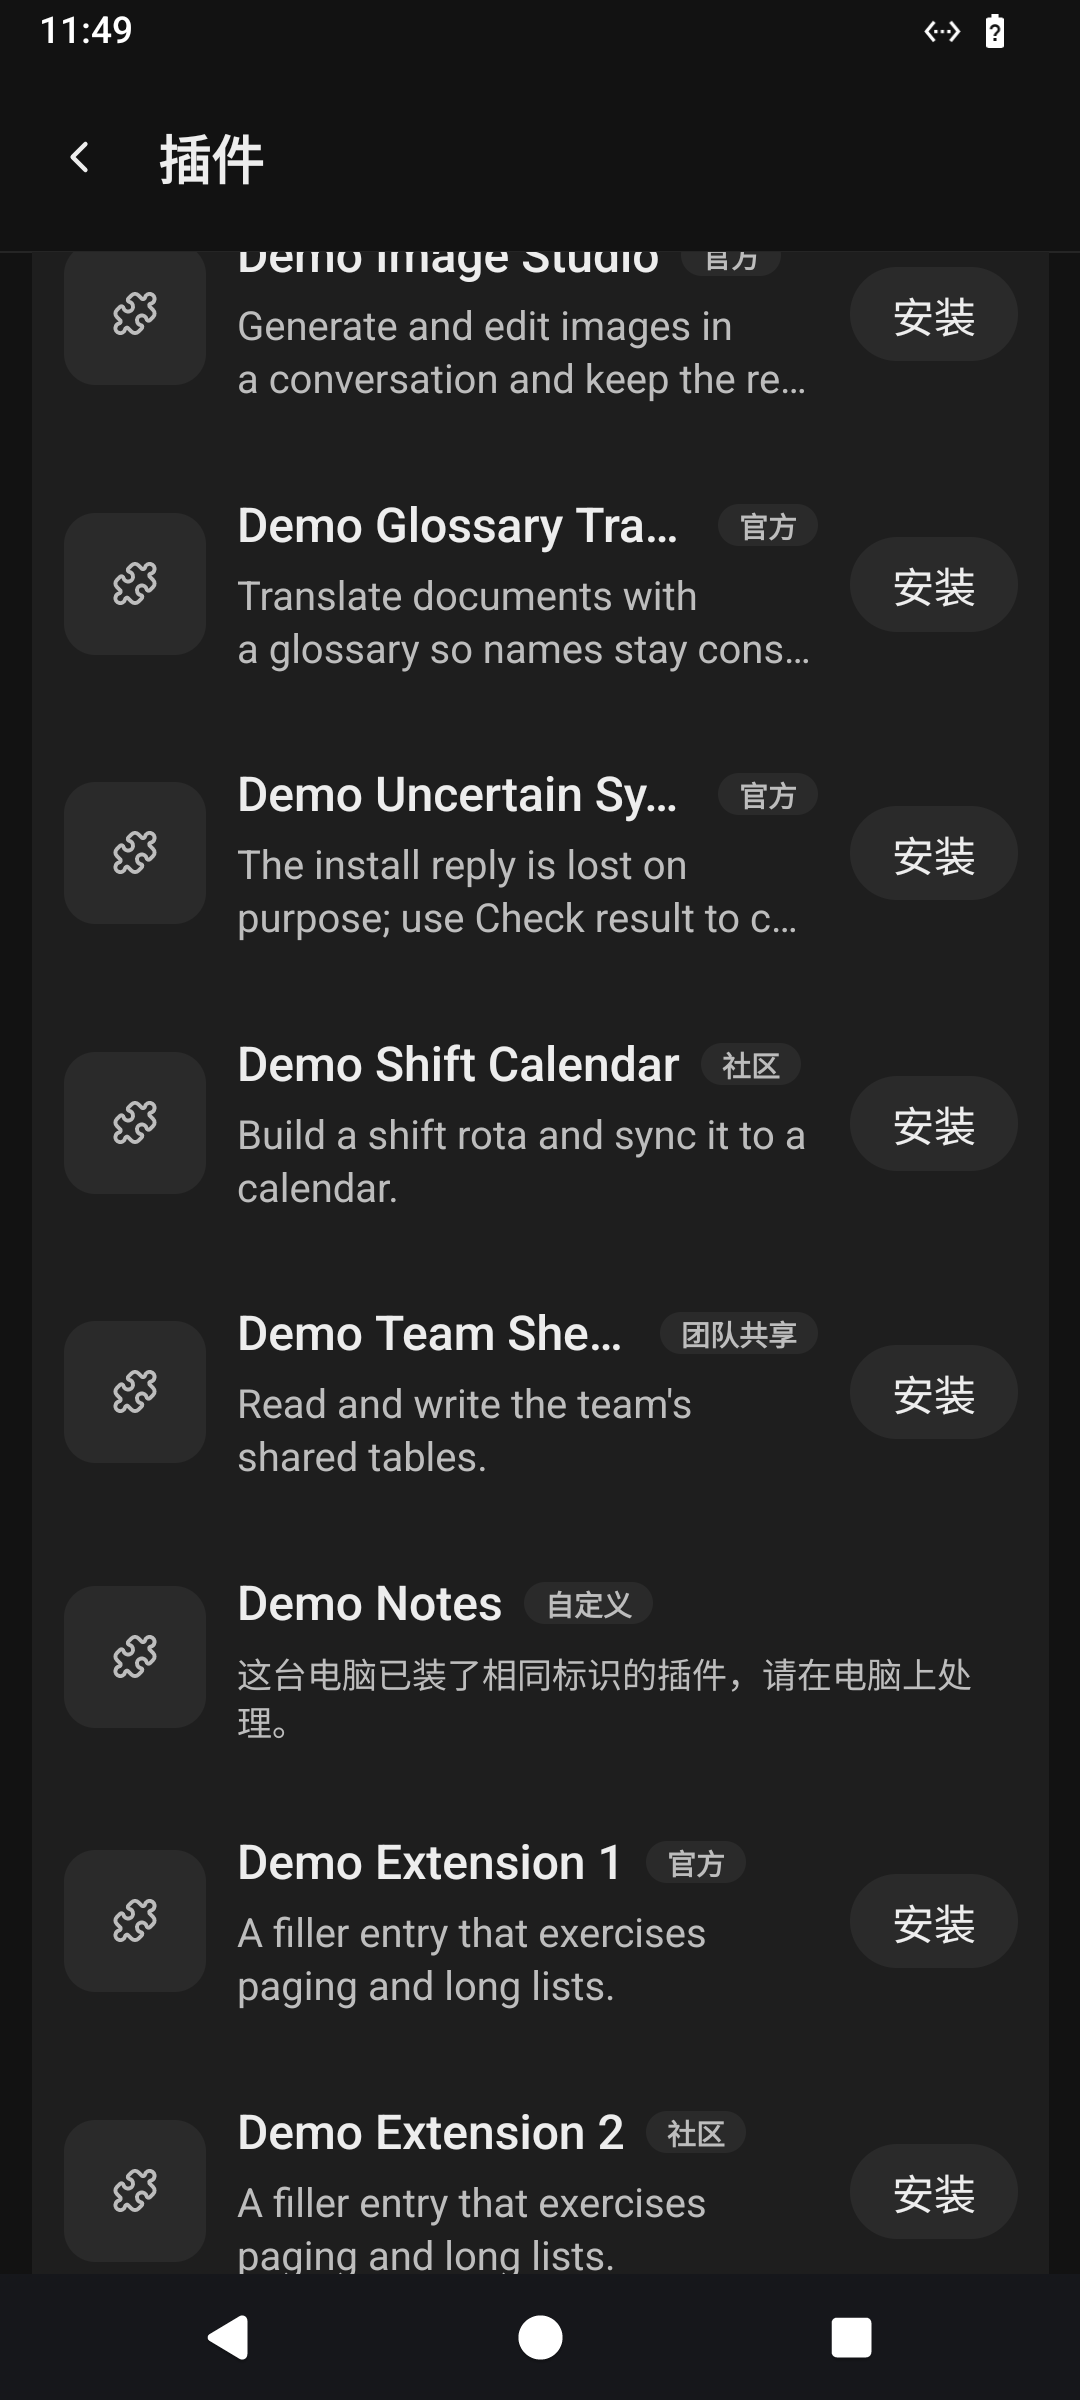 11:49
插件
Demo Image Studio 官方
Generate and edit images in
a conversation and keep the re…
安装
Demo Glossary Tra… 官方
Translate documents with
a glossary so names stay cons…
安装
Demo Uncertain Sy… 官方
The install reply is lost on
purpose; use Check result to c…
安装
Demo Shift Calendar 社区
Build a shift rota and sync it to a
calendar.
安装
Demo Team She… 团队共享
Read and write the team's
shared tables.
安装
Demo Notes 自定义
这台电脑已装了相同标识的插件，请在电脑上处
理。
Demo Extension 1 官方
A filler entry that exercises
paging and long lists.
安装
Demo Extension 2 社区
A filler entry that exercises
paging and long lists.
安装